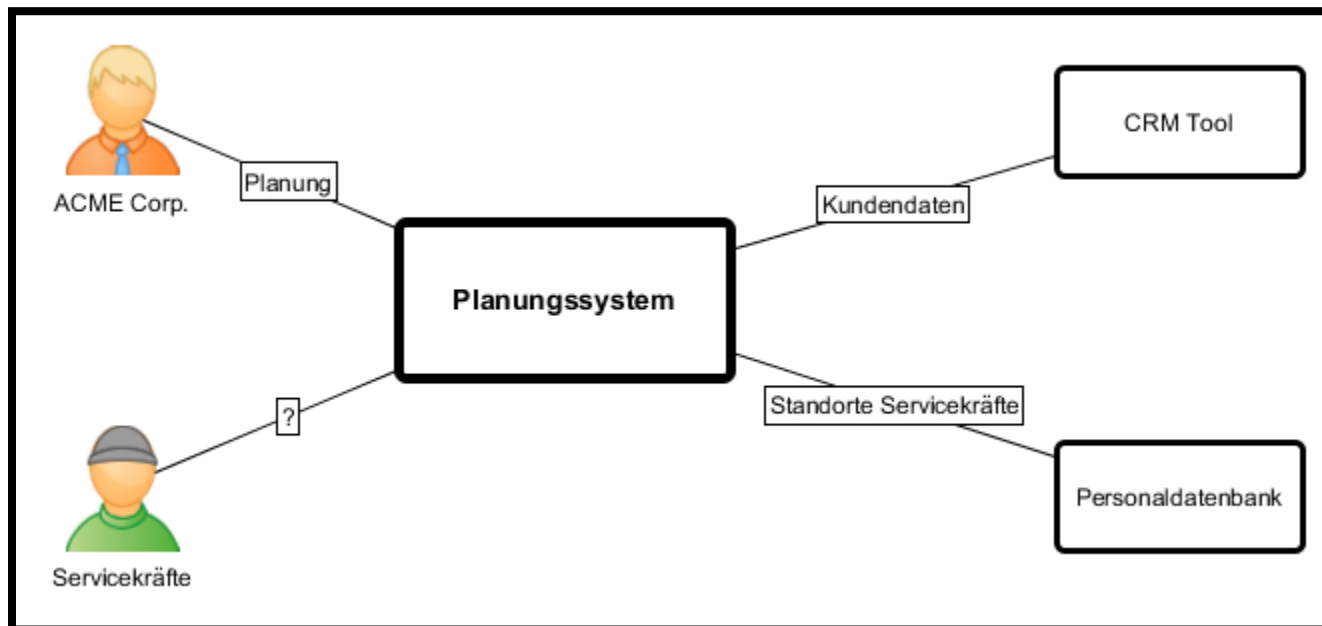 ACME Corp.
Planung
CRM Tool
Kundendaten
Planungssystem
Standorte Servicekräfte
?
Servicekräfte
Personaldatenbank